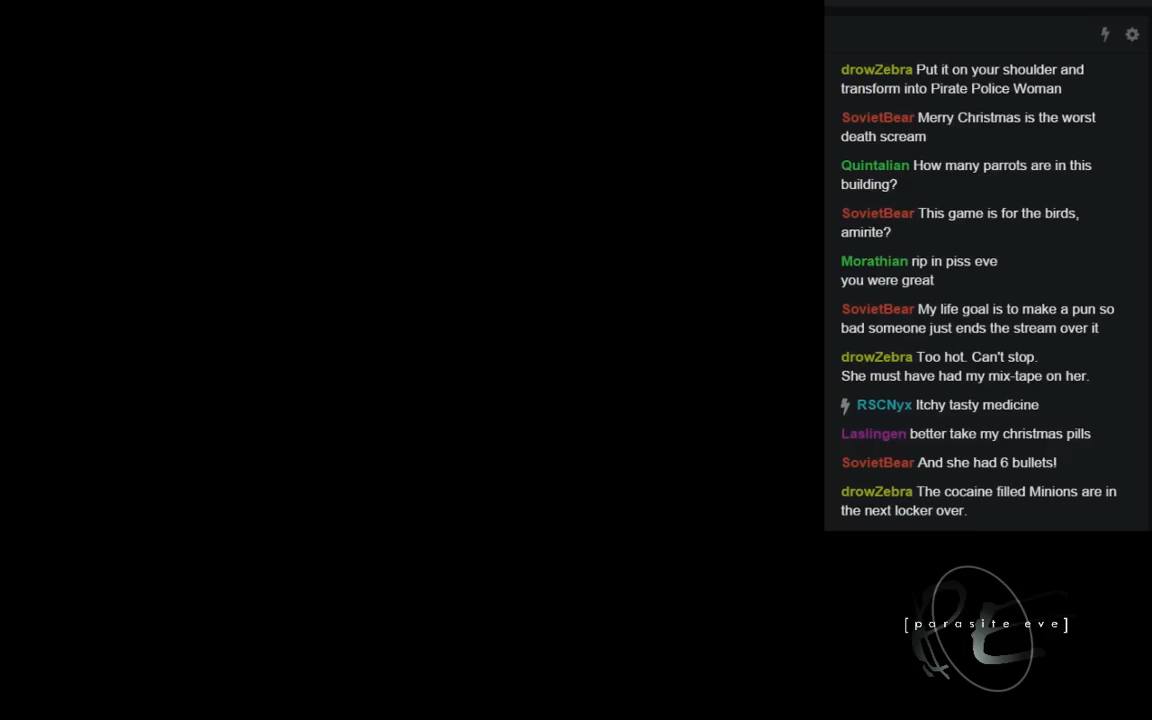 drowZebra Put it on your shoulder and
transform into Pirate Police Woman
SovietBear Merry Christmas is the worst
death scream
Quintalian How many parrots are in this
building?
SovietBear This game is for the birds,
amirite?
Morathian rip in piss eve
you were great
SovietBear My life goal is to make a pun so
bad someone just ends the stream over it
drowZebra Too hot. Can't stop.
She must have had my mix-tape on her.
RSCNyx Itchy tasty medicine
Laslingen better take my christmas pills
SovietBear And she had 6 bullets!
drowZebra The cocaine filled Minions are in
the next locker over.
[parasite eve]
PE